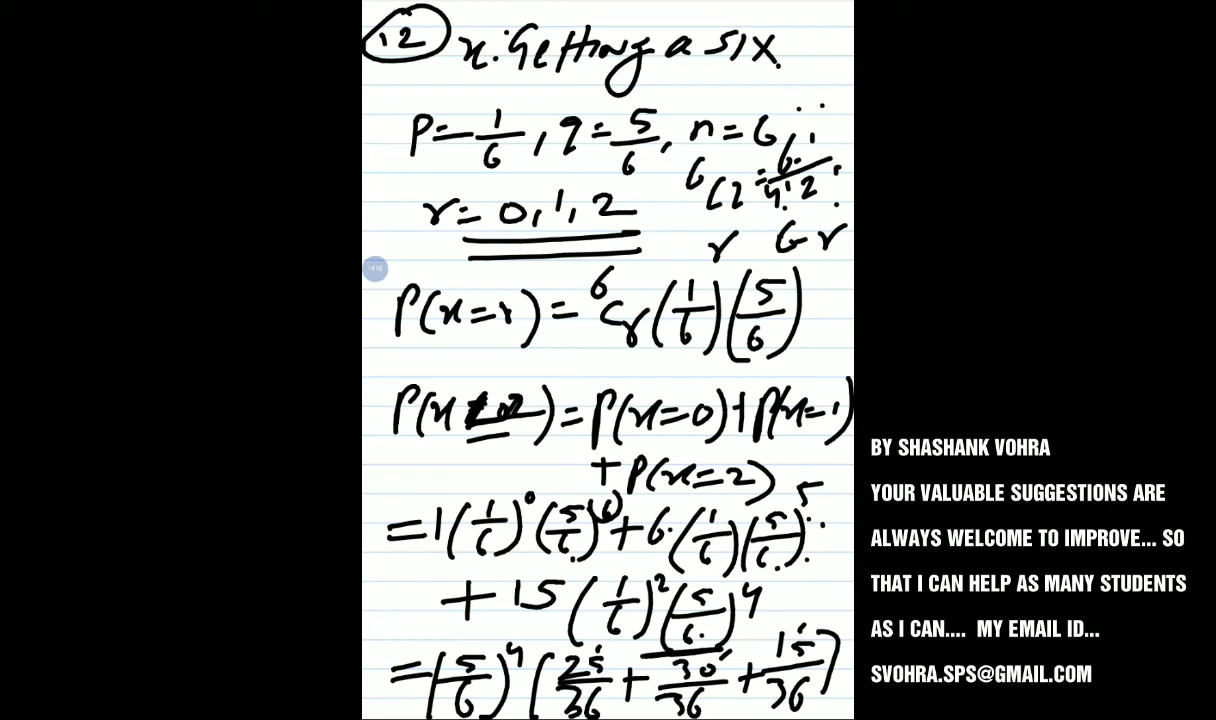 12 x: Getting a six.
P = 1/6, q = 5/6, n = 6
6C2 = 6!/4!2!
r = 0, 1, 2
P(x=r) = 6Cr (1/6)^r (5/6)^6-r
P(x ) = P(x=0) + P(x=1)
+ P(x=2)
= 1 (1/6)^0 (5/6)^(6) + 6. (1/6) (5/6)^5
+ 15 (1/6)^2 (5/6)^4
= (5/6)^4 (25/36 + 30/36 + 15/36)
BY SHASHANK VOHRA
YOUR VALUABLE SUGGESTIONS ARE
ALWAYS WELCOME TO IMPROVE... SO
THAT I CAN HELP AS MANY STUDENTS
AS I CAN.... MY EMAIL ID...
SVOHRA.SPS@GMAIL.COM